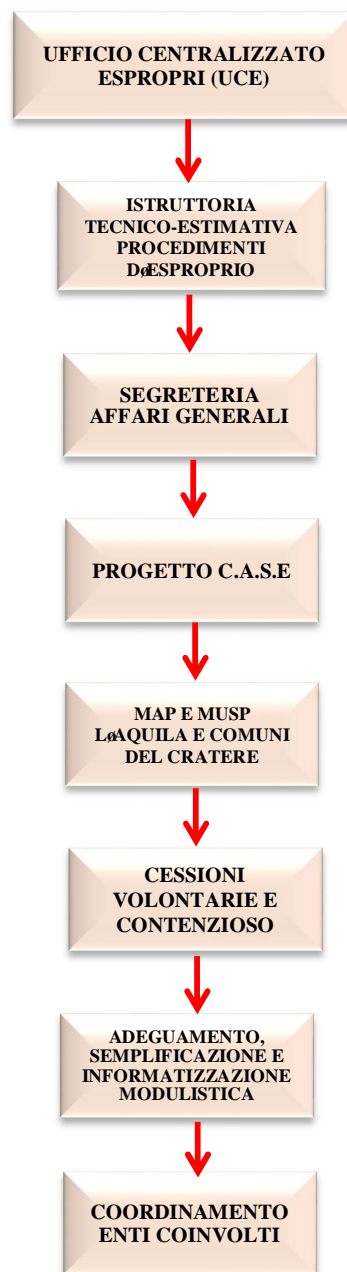 UFFICIO CENTRALIZZATO
ESPROPRI (UCE)
ISTRUTTORIA
TECNICO-ESTIMATIVA
PROCEDIMENTI
DøESPROPRIO
SEGRETERIA
AFFARI GENERALI
PROGETTO C.A.S.E
MAP E MUSP
LøAQUILA E COMUNI
DEL CRATERE
CESSIONI
VOLONTARIE E
CONTENZIOSO
ADEGUAMENTO,
SEMPLIFICAZIONE E
INFORMATIZZAZIONE
MODULISTICA
COORDINAMENTO
ENTI COINVOLTI